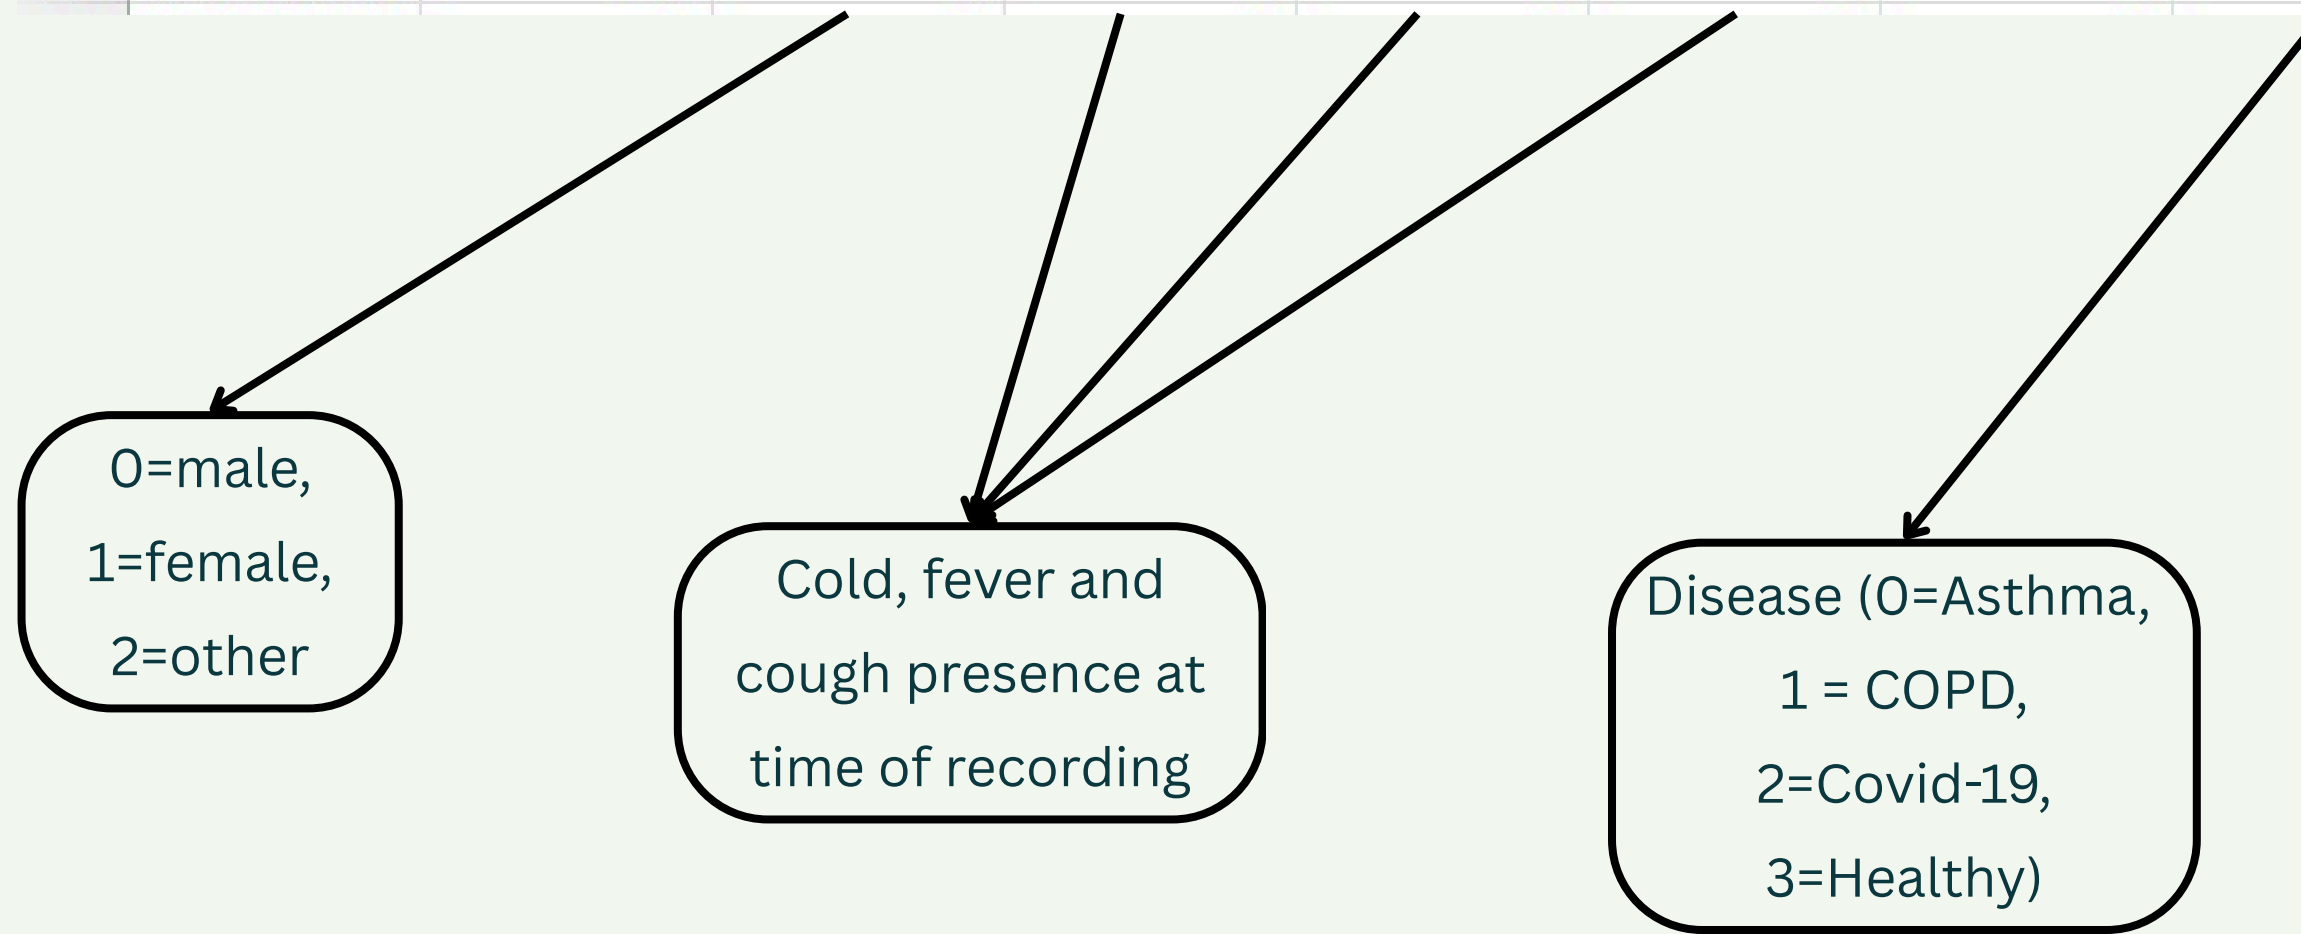 0=male,
1=female,
2=other
Cold, fever and
cough presence at
time of recording
Disease (0=Asthma,
1 = COPD,
2=Covid-19,
3=Healthy)